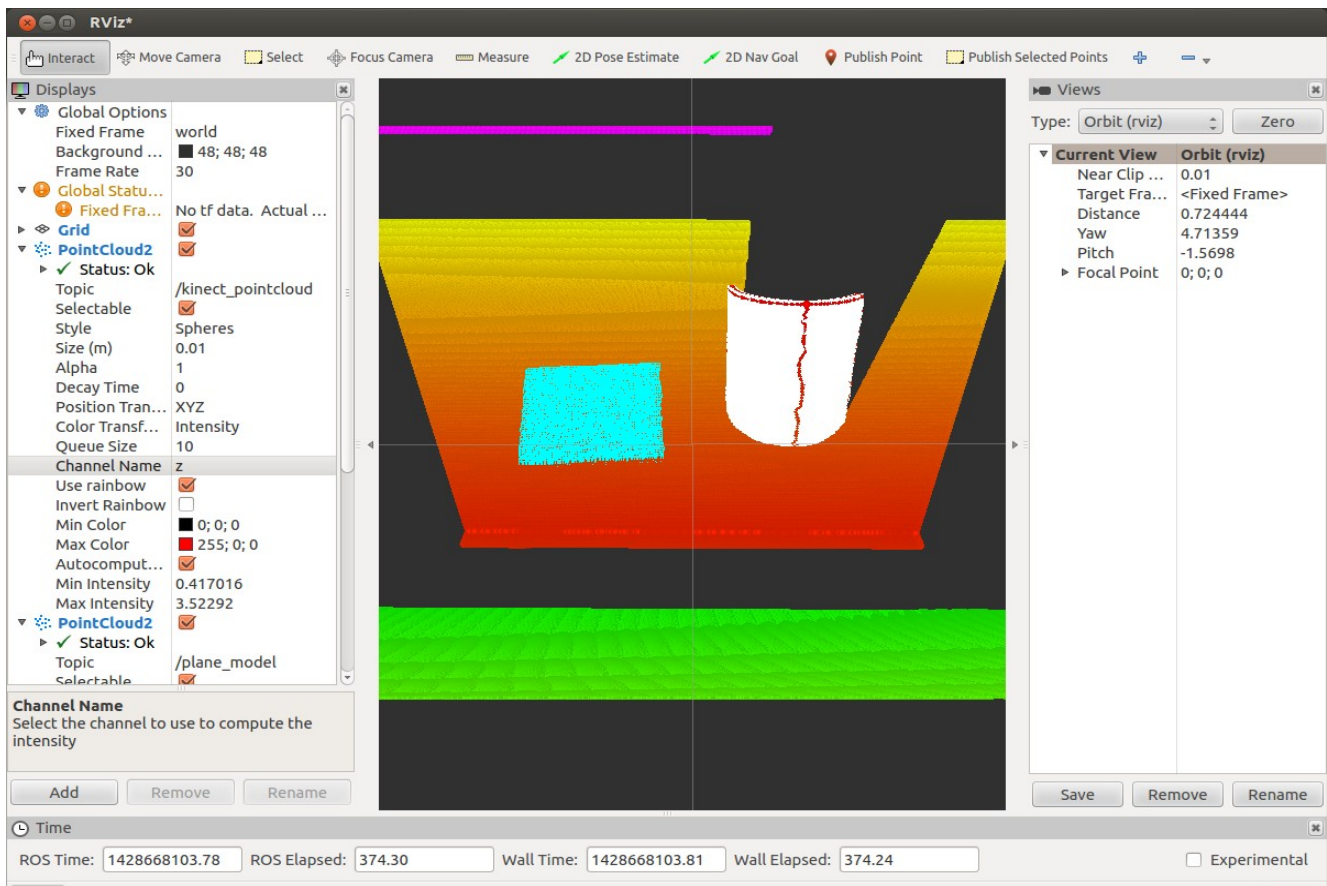 RViz*
Interact Move Camera Select Focus Camera Measure 2D Pose Estimate 2D Nav Goal Publish Point Publish Selected Points
Displays
Global Options
Fixed Frame world
Background ... 48; 48; 48
Frame Rate 30
Global Statu...
Fixed Fra... No tf data. Actual ...
Grid
PointCloud2
Status: Ok
Topic /kinect_pointcloud
Selectable
Style Spheres
Size (m) 0.01
Alpha 1
Decay Time 0
Position Tran... XYZ
Color Transf... Intensity
Queue Size 10
Channel Name z
Use rainbow
Invert Rainbow
Min Color 0; 0; 0
Max Color 255; 0; 0
Autocomput...
Min Intensity 0.417016
Max Intensity 3.52292
PointCloud2
Status: Ok
Topic /plane_model
Selectable
Channel Name
Select the channel to use to compute the
intensity
Add Remove Rename
Views
Type: Orbit (rviz) Zero
Current View Orbit (rviz)
Near Clip ... 0.01
Target Fra... <Fixed Frame>
Distance 0.724444
Yaw 4.71359
Pitch -1.5698
Focal Point 0; 0; 0
Save Remove Rename
Time
ROS Time: 1428668103.78 ROS Elapsed: 374.30 Wall Time: 1428668103.81 Wall Elapsed: 374.24 Experimental